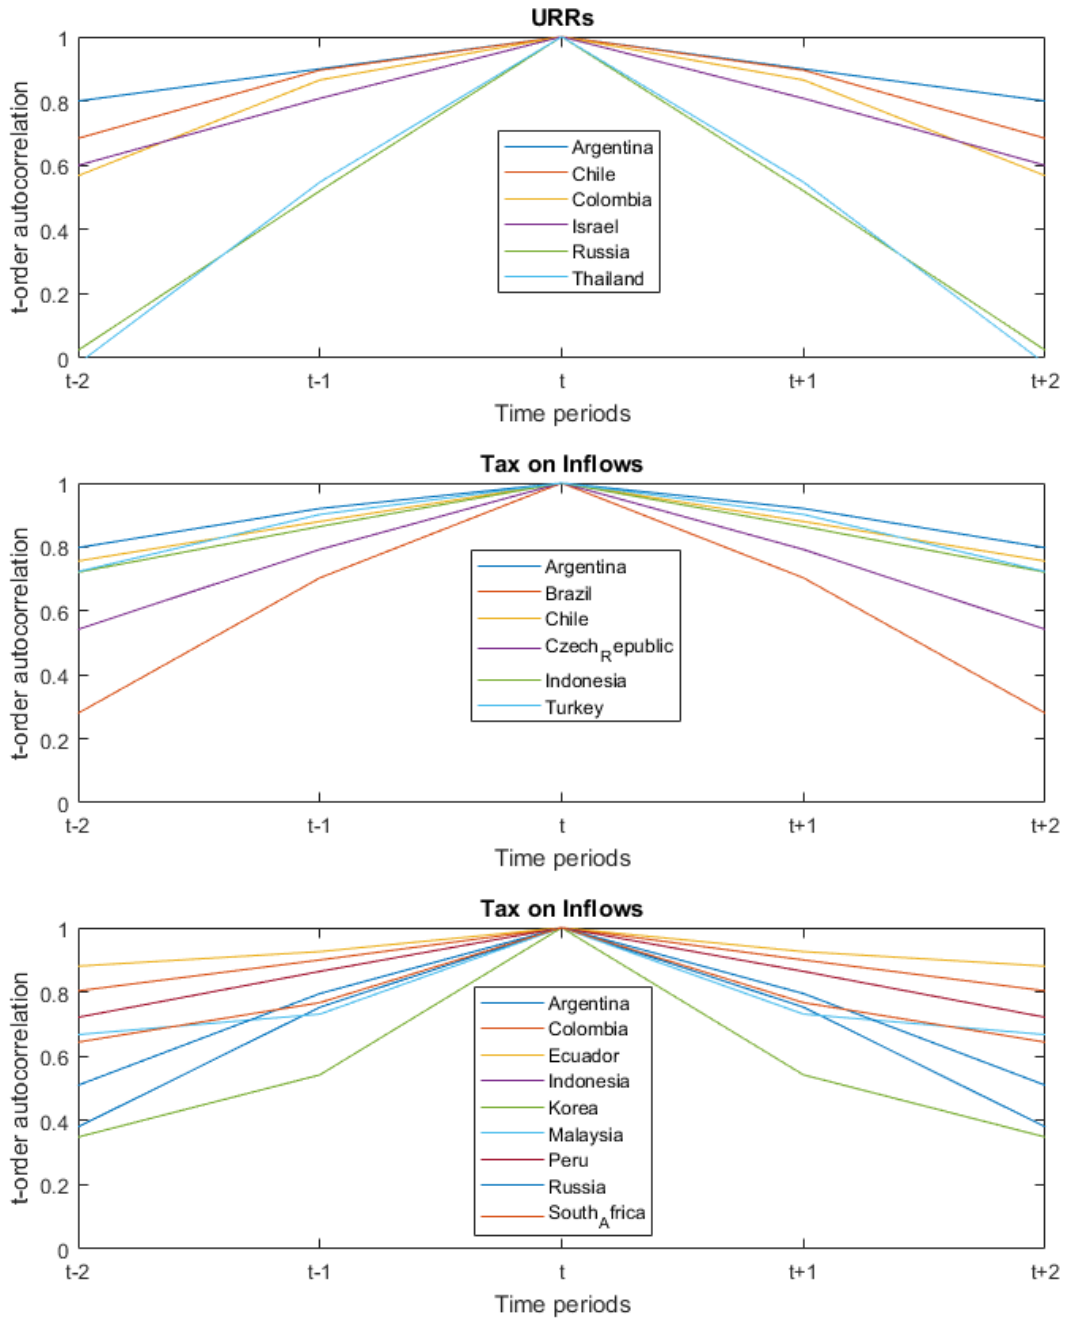 URRs
t-order autocorrelation
1
0.8
0.6
0.4
0.2
0
Argentina
Chile
Colombia
Israel
Russia
Thailand
t-2 t-1 t t+1 t+2
Time periods
Tax on Inflows
t-order autocorrelation
1
0.8
0.6
0.4
0.2
0
Argentina
Brazil
Chile
Czech_Republic
Indonesia
Turkey
t-2 t-1 t t+1 t+2
Time periods
Tax on Inflows
t-order autocorrelation
1
0.8
0.6
0.4
0.2
0
Argentina
Colombia
Ecuador
Indonesia
Korea
Malaysia
Peru
Russia
South_Africa
t-2 t-1 t t+1 t+2
Time periods